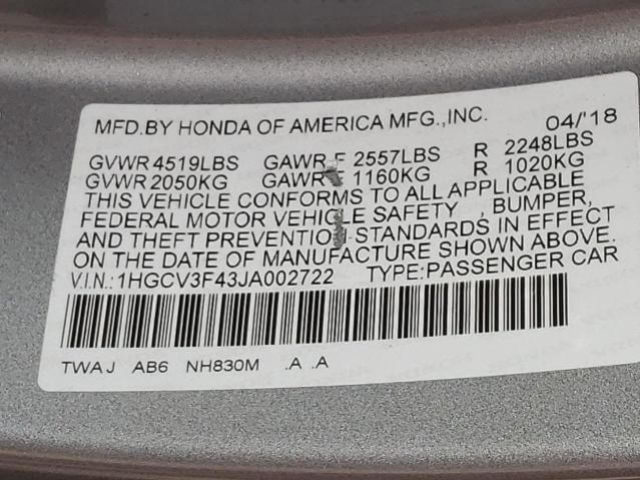 MFD.BY HONDA OF AMERICA MFG.,INC. 04/'18
GVWR 4519LBS GAWR F 2557LBS R 2248LBS
GVWR 2050KG GAWR F 1160KG R 1020KG
THIS VEHICLE CONFORMS TO ALL APPLICABLE
FEDERAL MOTOR VEHICLE SAFETY , BUMPER,
AND THEFT PREVENTION STANDARDS IN EFFECT
ON THE DATE OF MANUFACTURE SHOWN ABOVE.
V.I.N.: 1HGCV3F43JA002722 TYPE:PASSENGER CAR
TWAJ AB6 NH830M .A .A